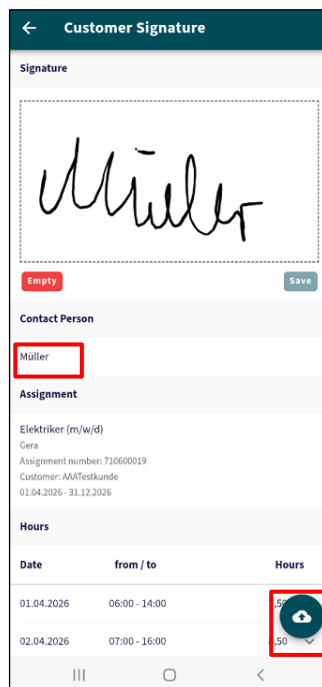 Customer Signature
Signature
Müller
Empty
Save
Contact Person
Müller
Assignment
Elektriker (m/w/d)
Gera
Assignment number: 710600019
Customer: AAATestkunde
01.04.2026 - 31.12.2026
Hours
Date from / to Hours
01.04.2026 06:00 - 14:00
02.04.2026 07:00 - 16:00